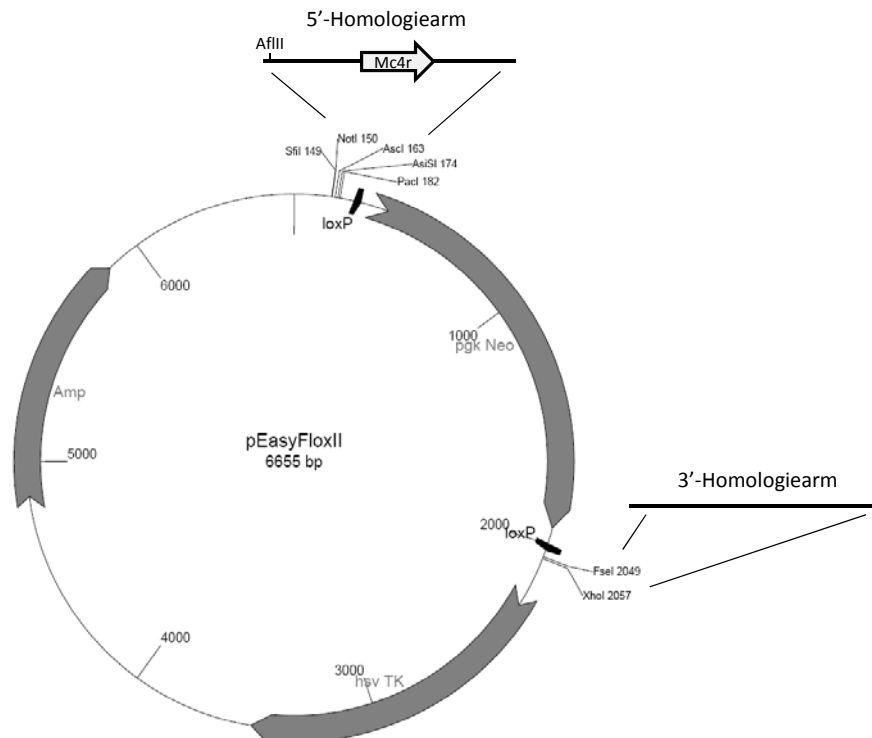 5'-Homologiearm
AflII
Mc4r
NotI 150
SfiI 149
AscI 163
AsiSI 174
PacI 182
loxP
6000
1000
pgk Neo
Amp
pEasyFloxII
6655 bp
5000
3'-Homologiearm
2000
loxP
FseI 2049
XhoI 2057
4000
3000
hsv TK